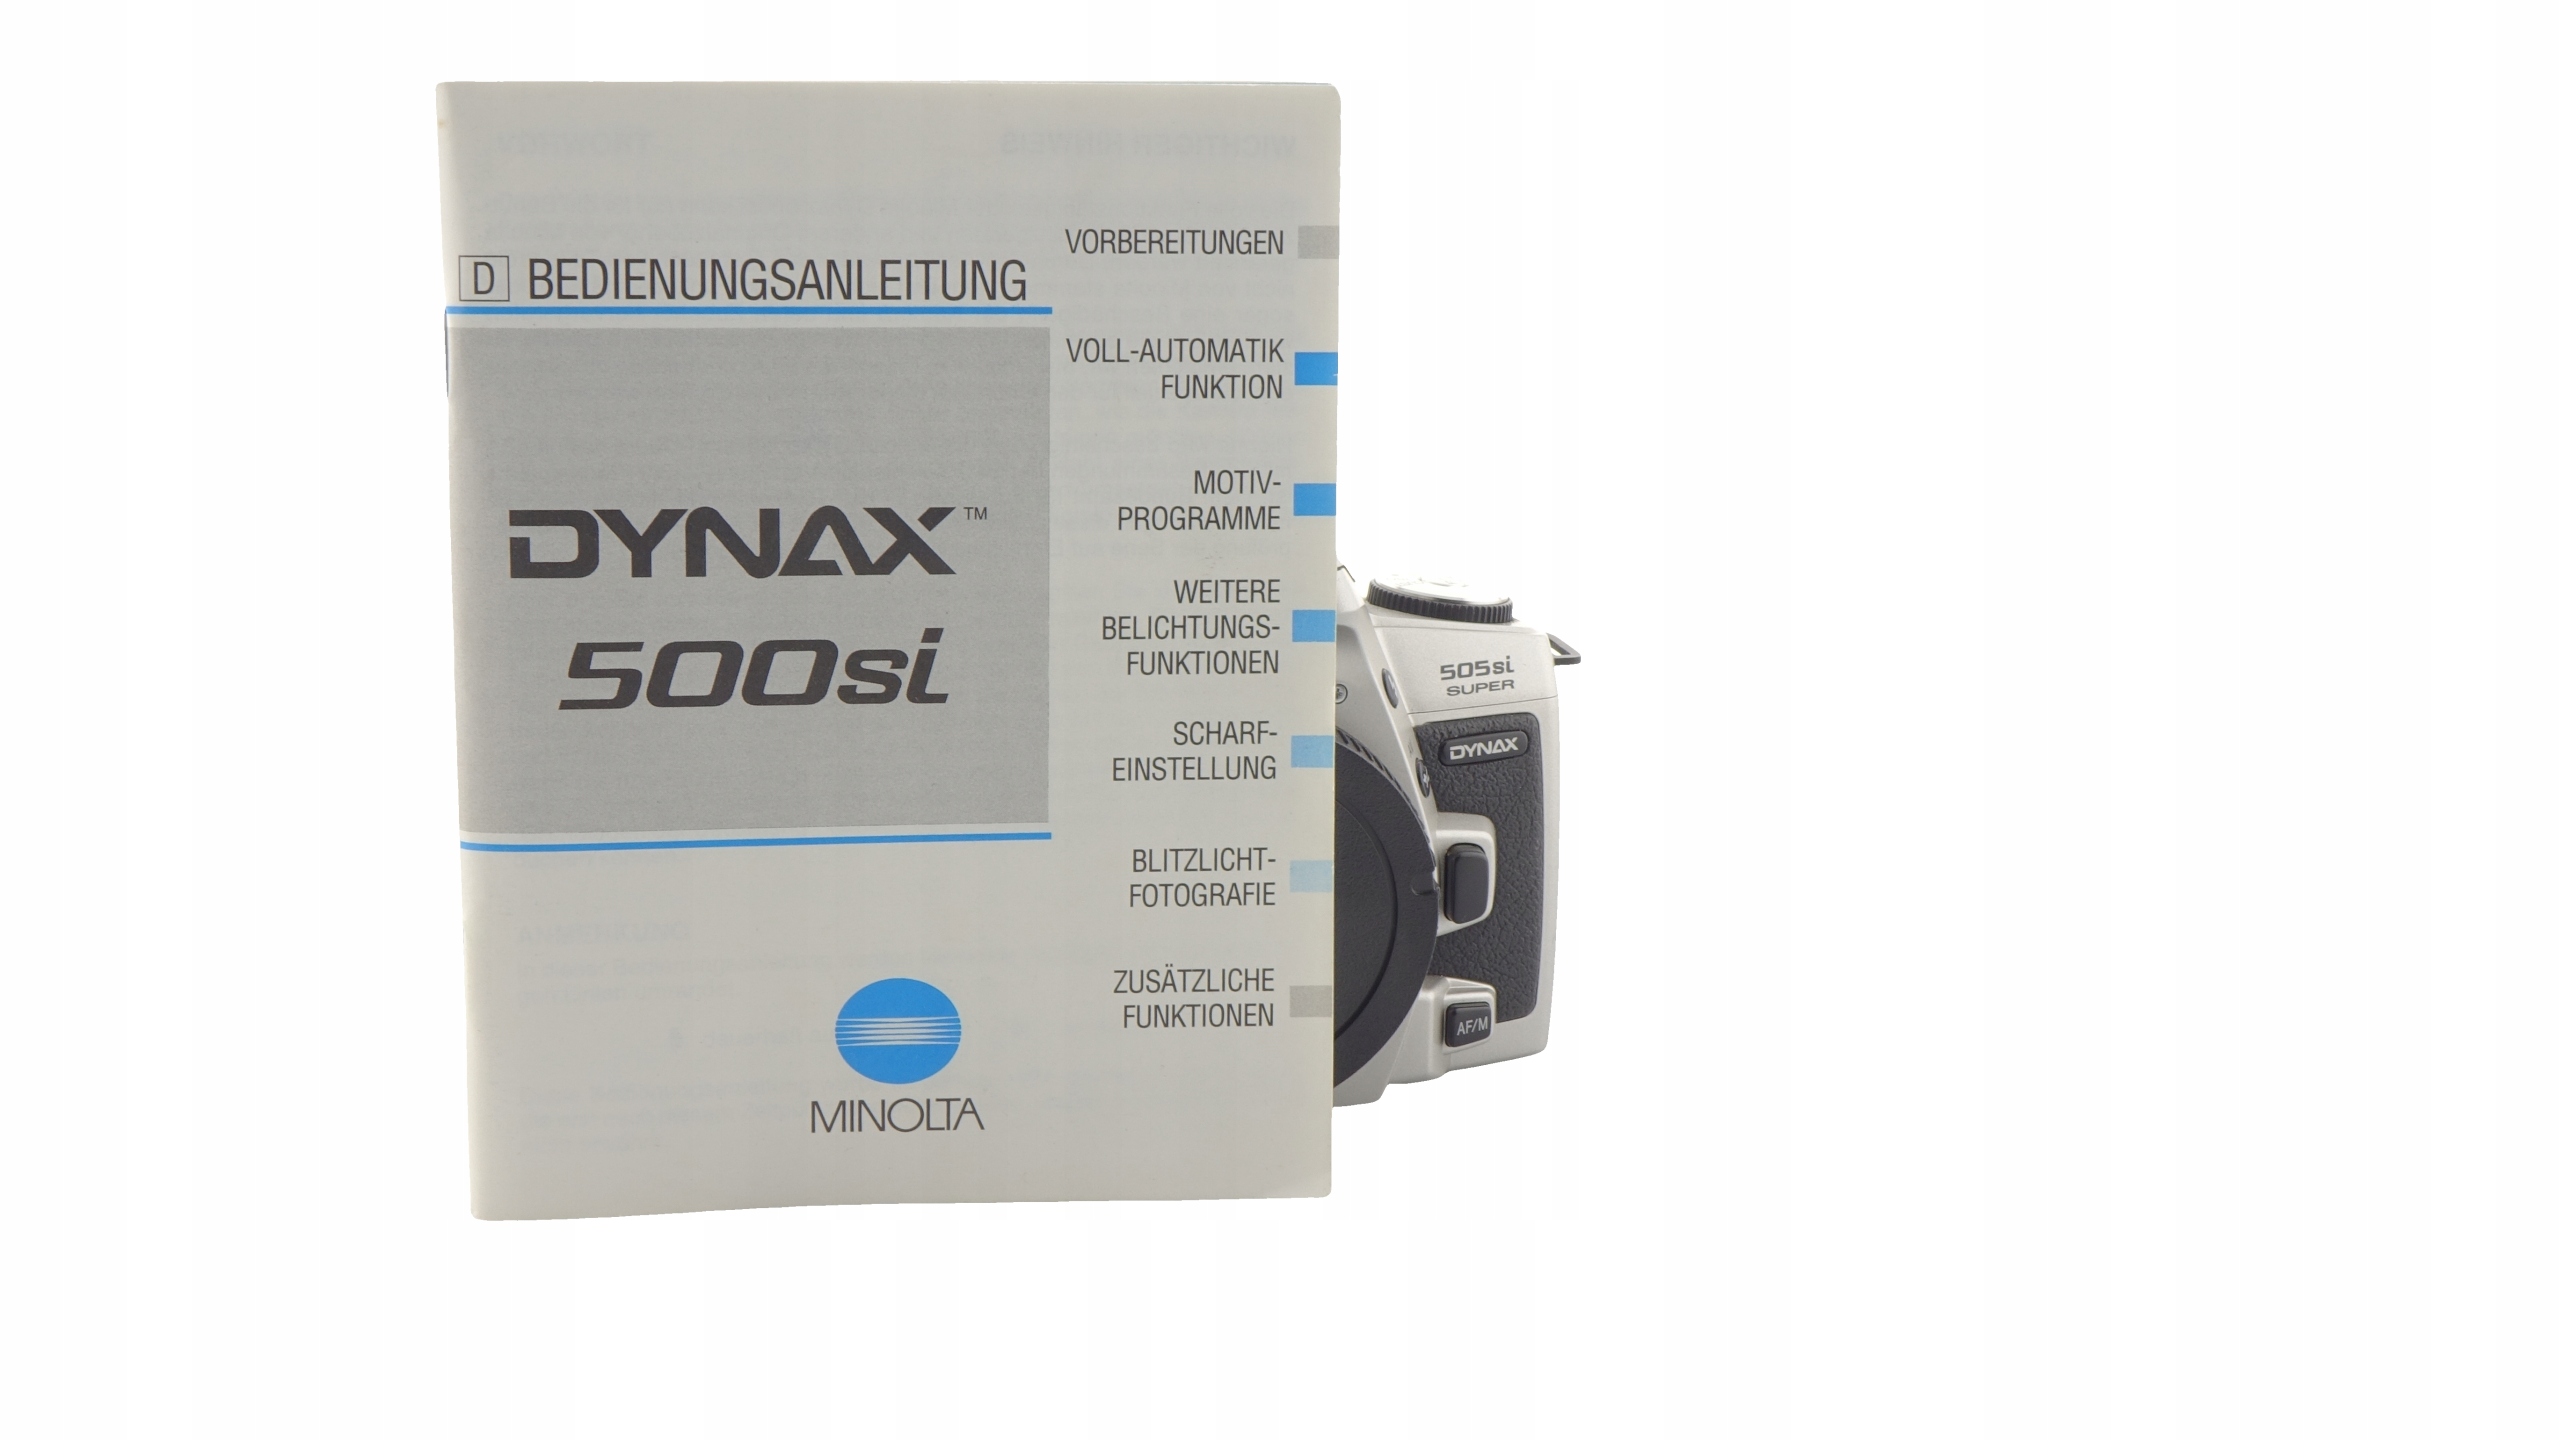 D BEDIENUNGSANLEITUNG
DYNAX™
500si
MINOLTA
VORBEREITUNGEN
VOLL-AUTOMATIK
FUNKTION
MOTIV-
PROGRAMME
WEITERE
BELICHTUNGS-
FUNKTIONEN
SCHARF-
EINSTELLUNG
BLITZLICHT-
FOTOGRAFIE
ZUSÄTZLICHE
FUNKTIONEN
505si
SUPER
DYNAX
AF/M